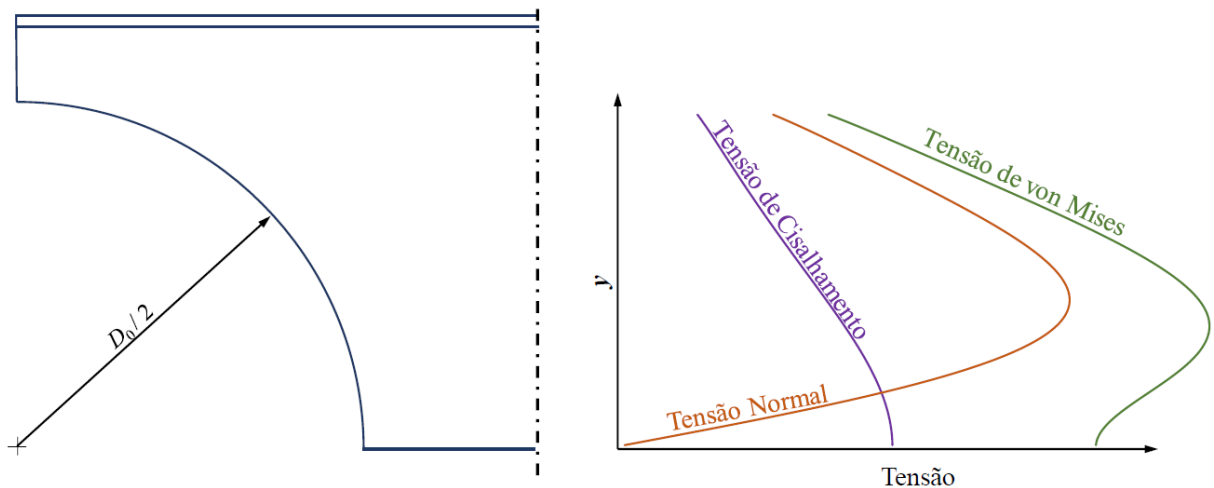 D₀/2
y
Tensão de Cisalhamento
Tensão Normal
Tensão de von Mises
Tensão